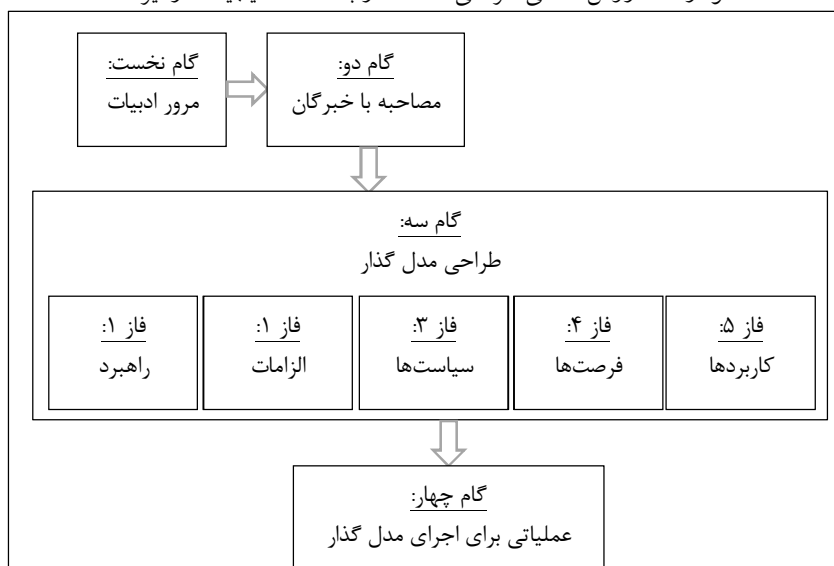 گام نخست:
مرور ادبیات
گام دو:
مصاحبه با خبرگان
گام سه:
طراحی مدل گذار
فاز ۱:
راهبرد
فاز ۱:
الزامات
فاز ۳:
سیاست‌ها
فاز ۴:
فرصت‌ها
فاز ۵:
کاربردها
گام چهار:
عملیاتی برای اجرای مدل گذار